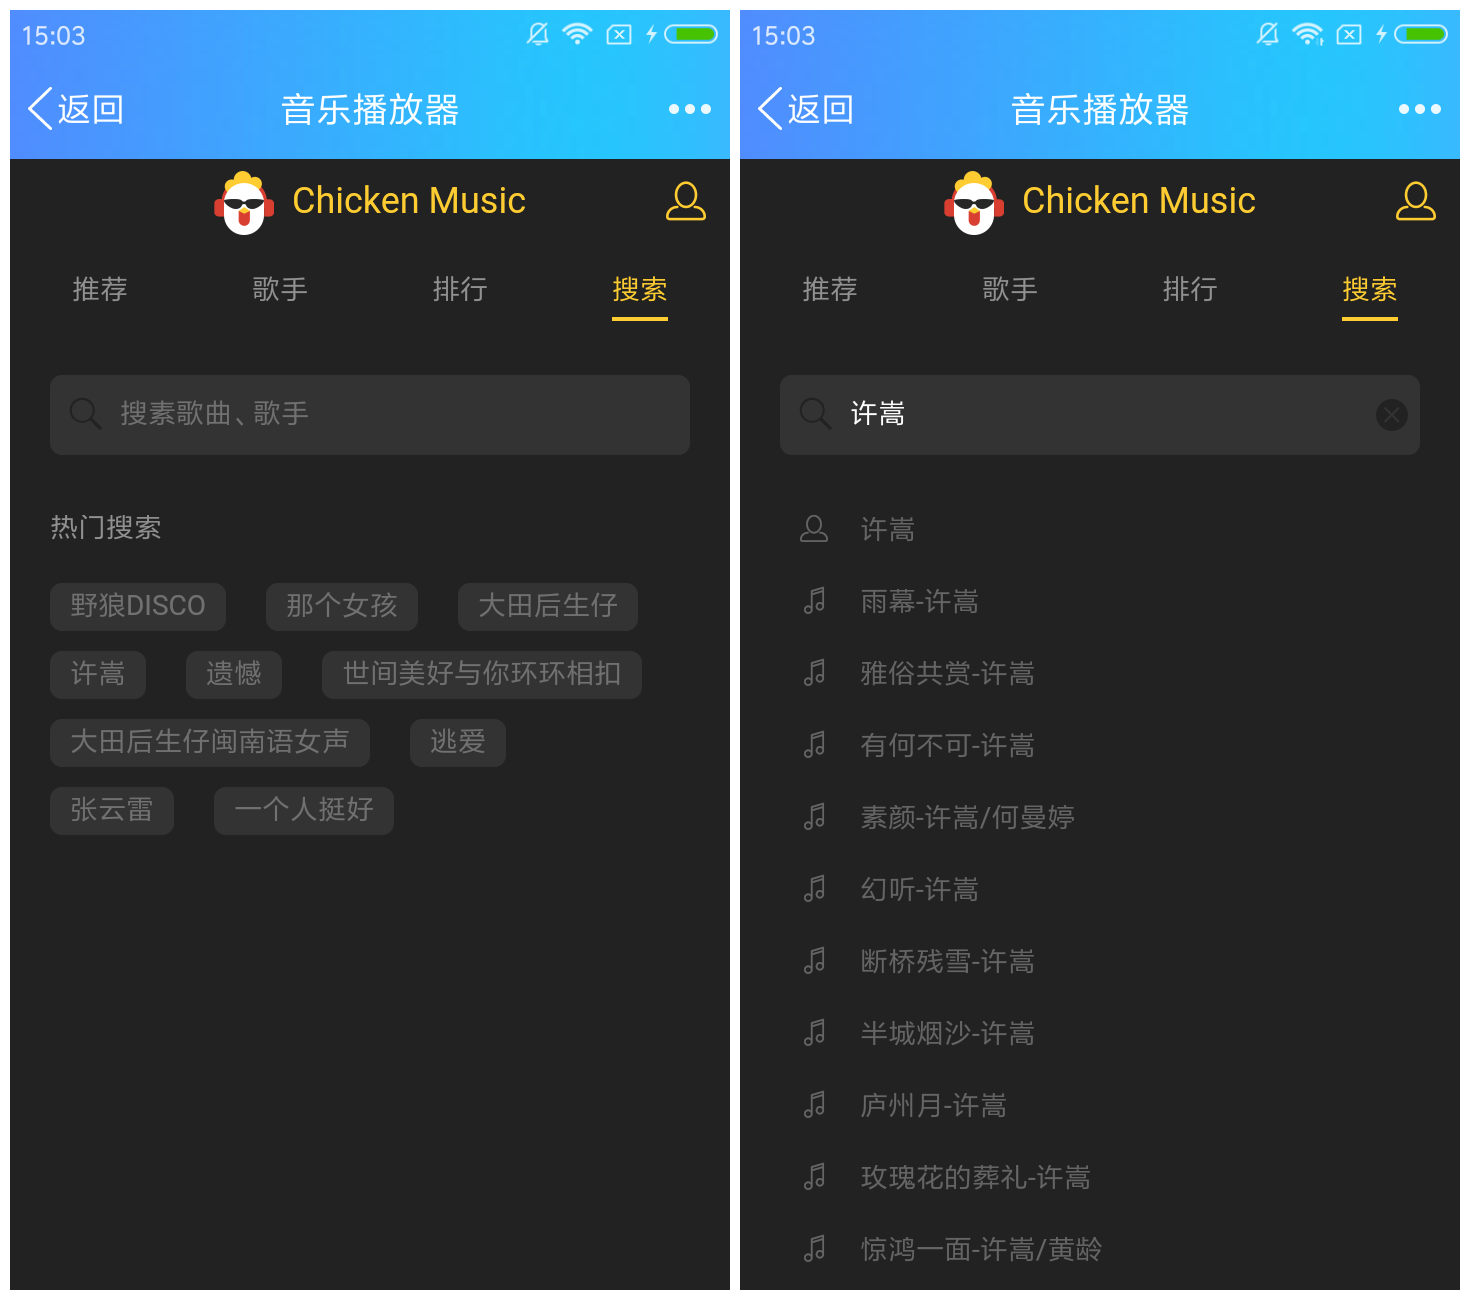 15:03
返回 音乐播放器
Chicken Music
推荐 歌手 排行 搜索
搜素歌曲、歌手
热门搜索
野狼DISCO 那个女孩 大田后生仔
许嵩 遗憾 世间美好与你环环相扣
大田后生仔闽南语女声 逃爱
张云雷 一个人挺好
15:03
返回 音乐播放器
Chicken Music
推荐 歌手 排行 搜索
许嵩
许嵩
雨幕-许嵩
雅俗共赏-许嵩
有何不可-许嵩
素颜-许嵩/何曼婷
幻听-许嵩
断桥残雪-许嵩
半城烟沙-许嵩
庐州月-许嵩
玫瑰花的葬礼-许嵩
惊鸿一面-许嵩/黄龄